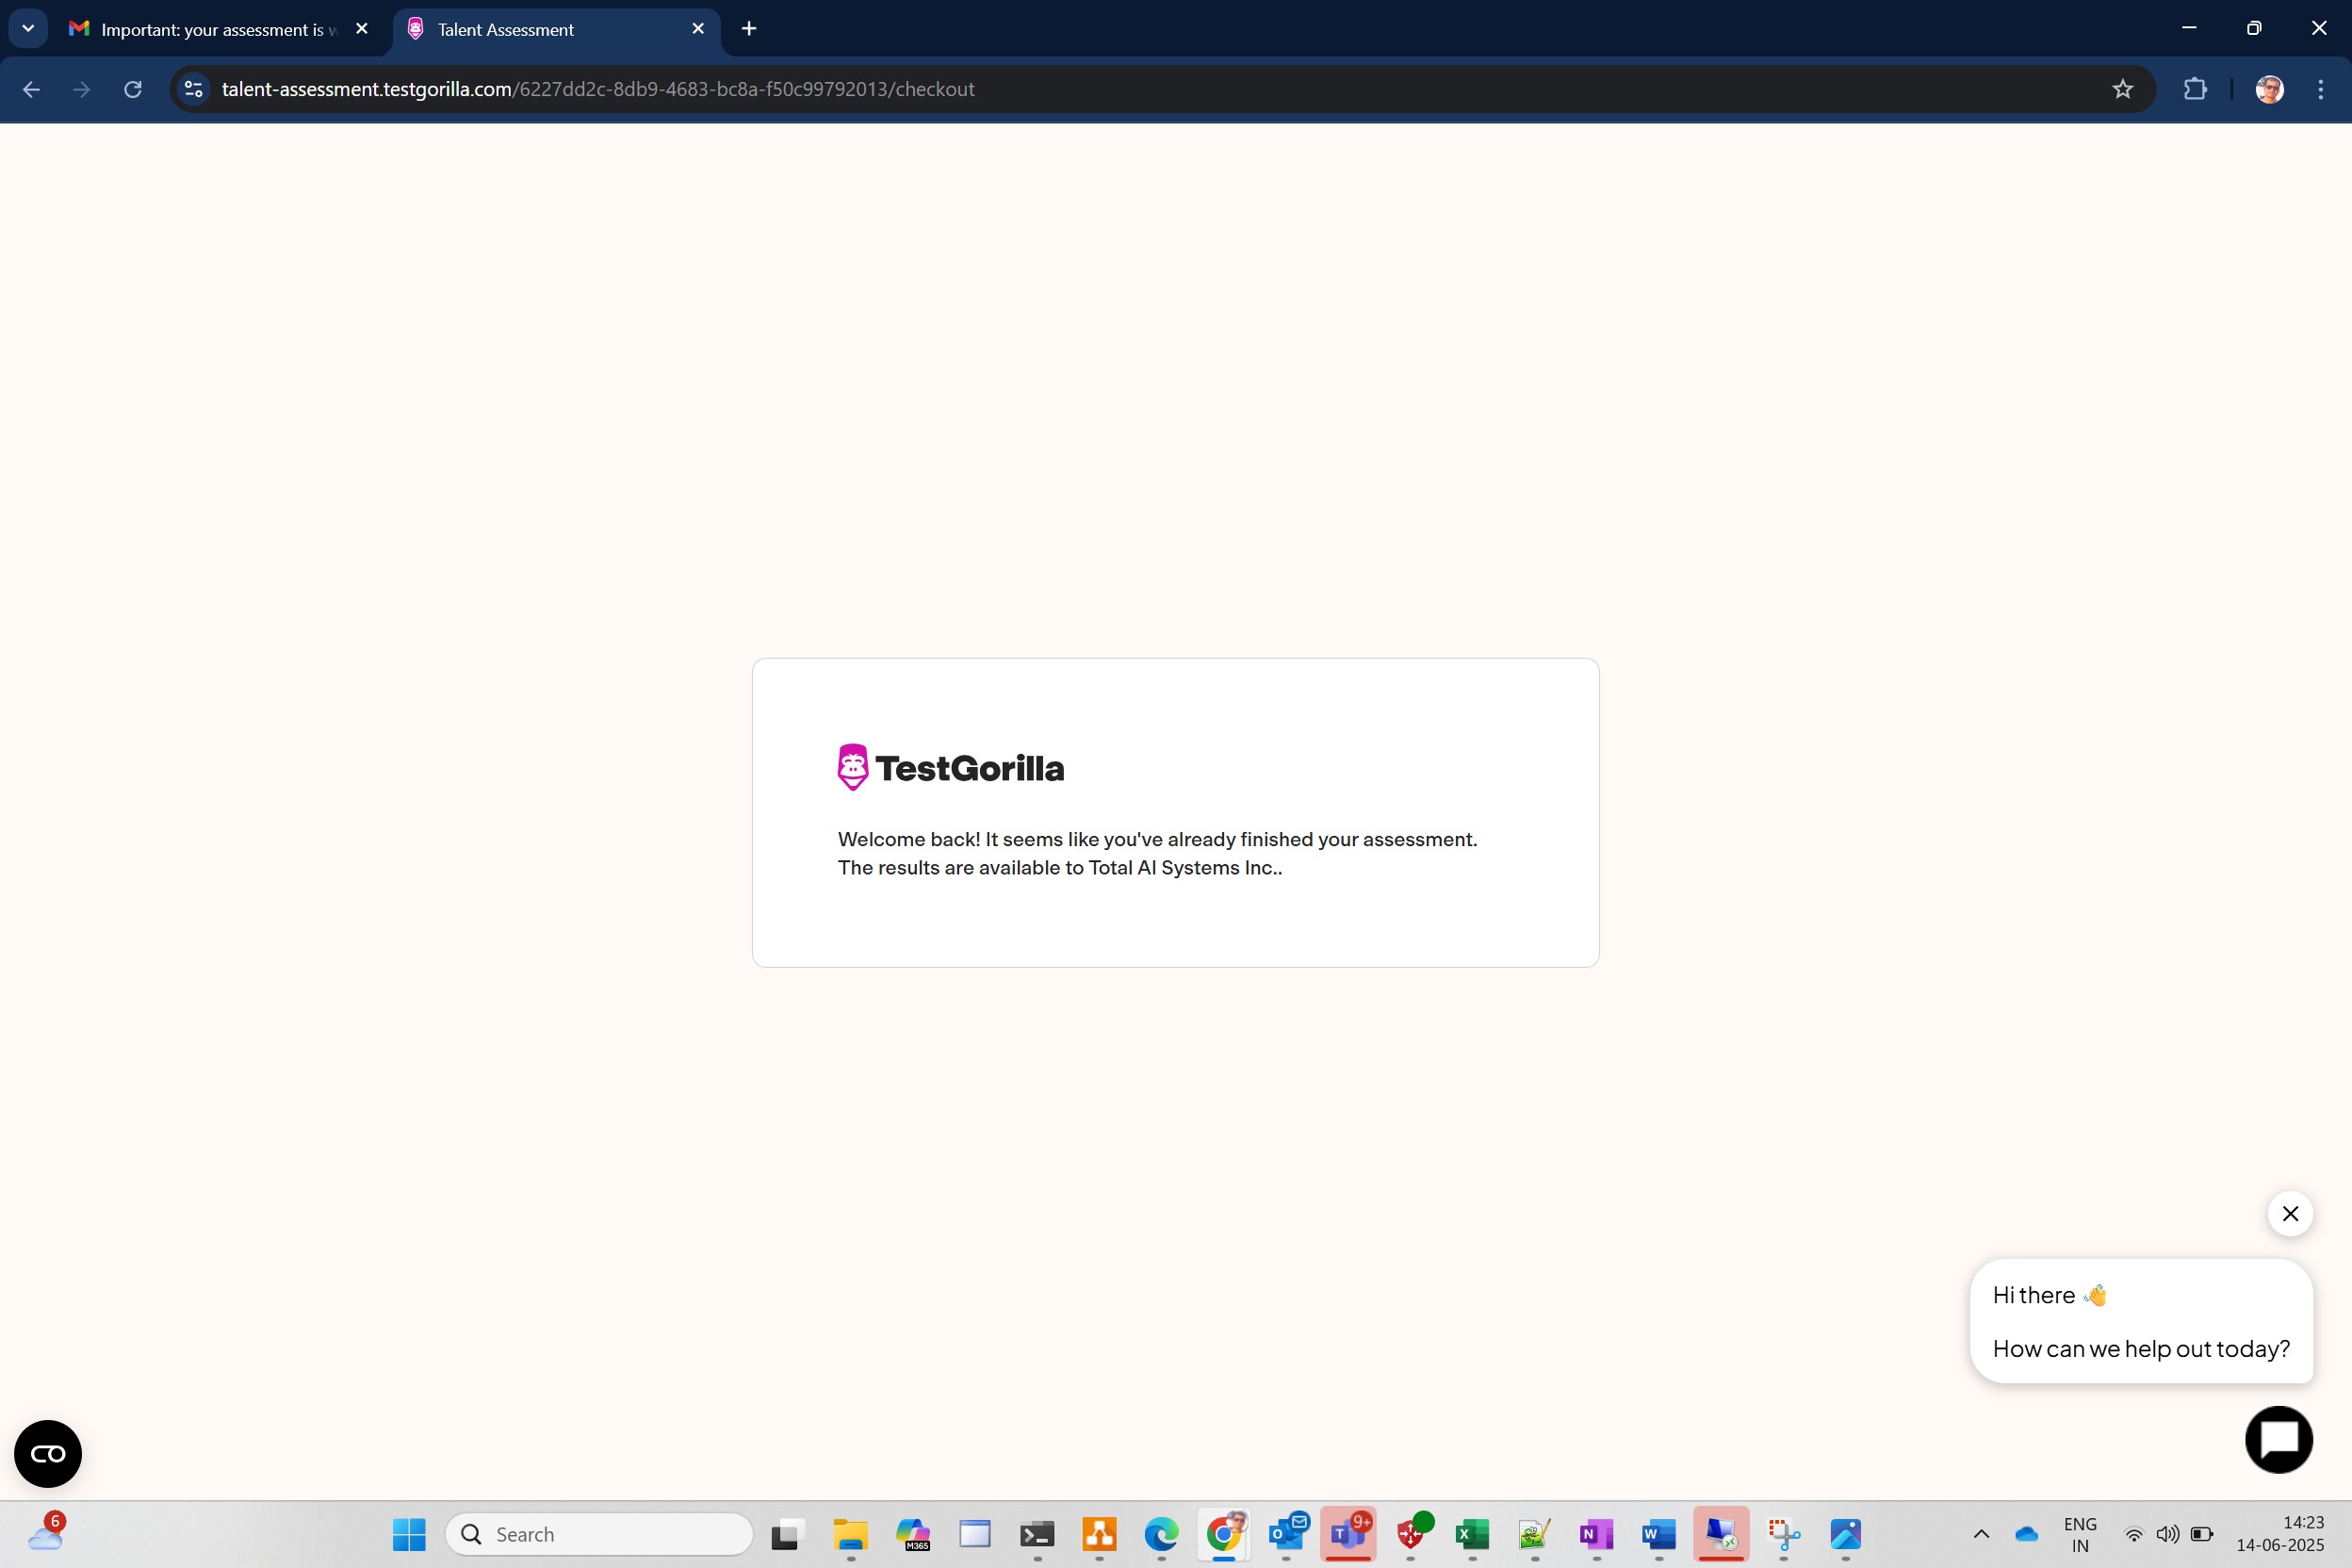 Important: your assessment is w
Talent Assessment
talent-assessment.testgorilla.com/6227dd2c-8db9-4683-bc8a-f50c99792013/checkout
TestGorilla
Welcome back! It seems like you've already finished your assessment.
The results are available to Total AI Systems Inc..
Hi there 👋
How can we help out today?
6
Search
M365
O
T
9+
X
N
W
ENG
IN
14:23
14-06-2025